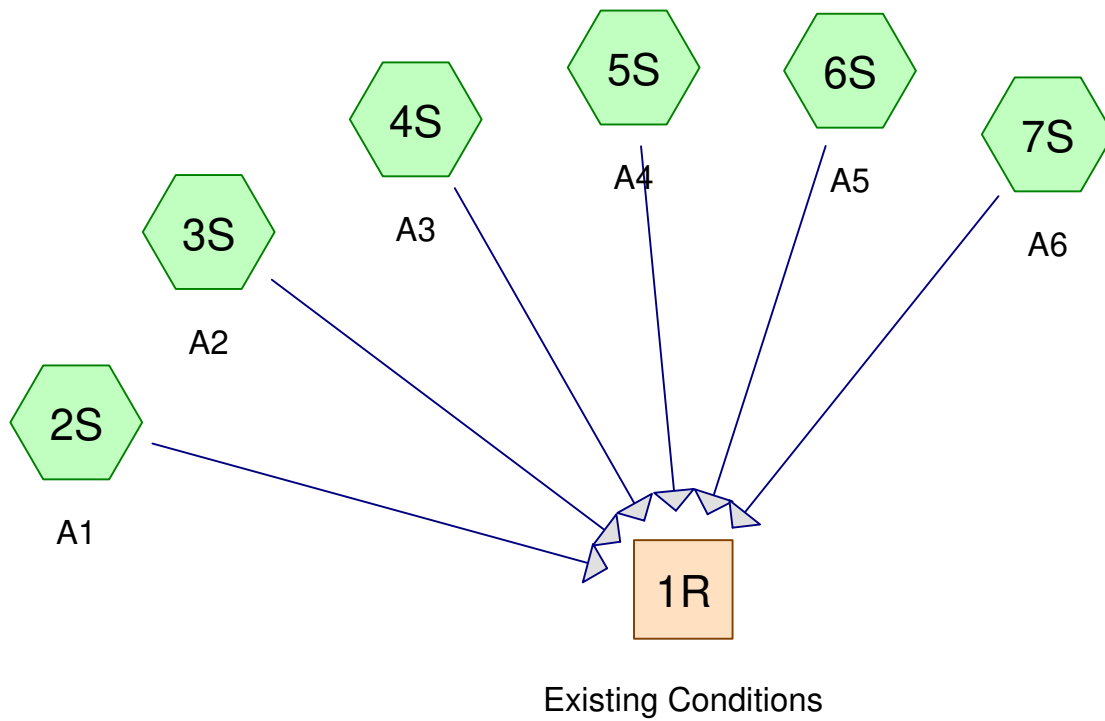 5S
6S
4S
7S
A4
A5
3S
A3
A6
A2
2S
A1
1R
Existing Conditions